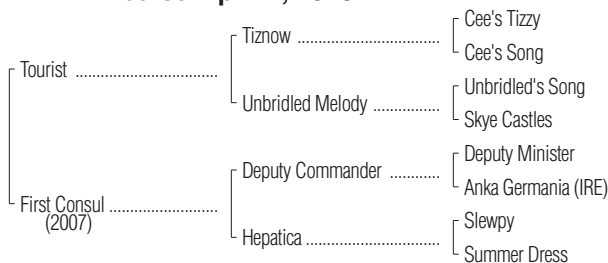 Tiznow
Cee's Tizzy
Cee's Song
Tourist
Unbridled Melody
Unbridled's Song
Skye Castles
Deputy Commander
Deputy Minister
Anka Germania (IRE)
First Consul
(2007)
Hepatica
Slewpy
Summer Dress